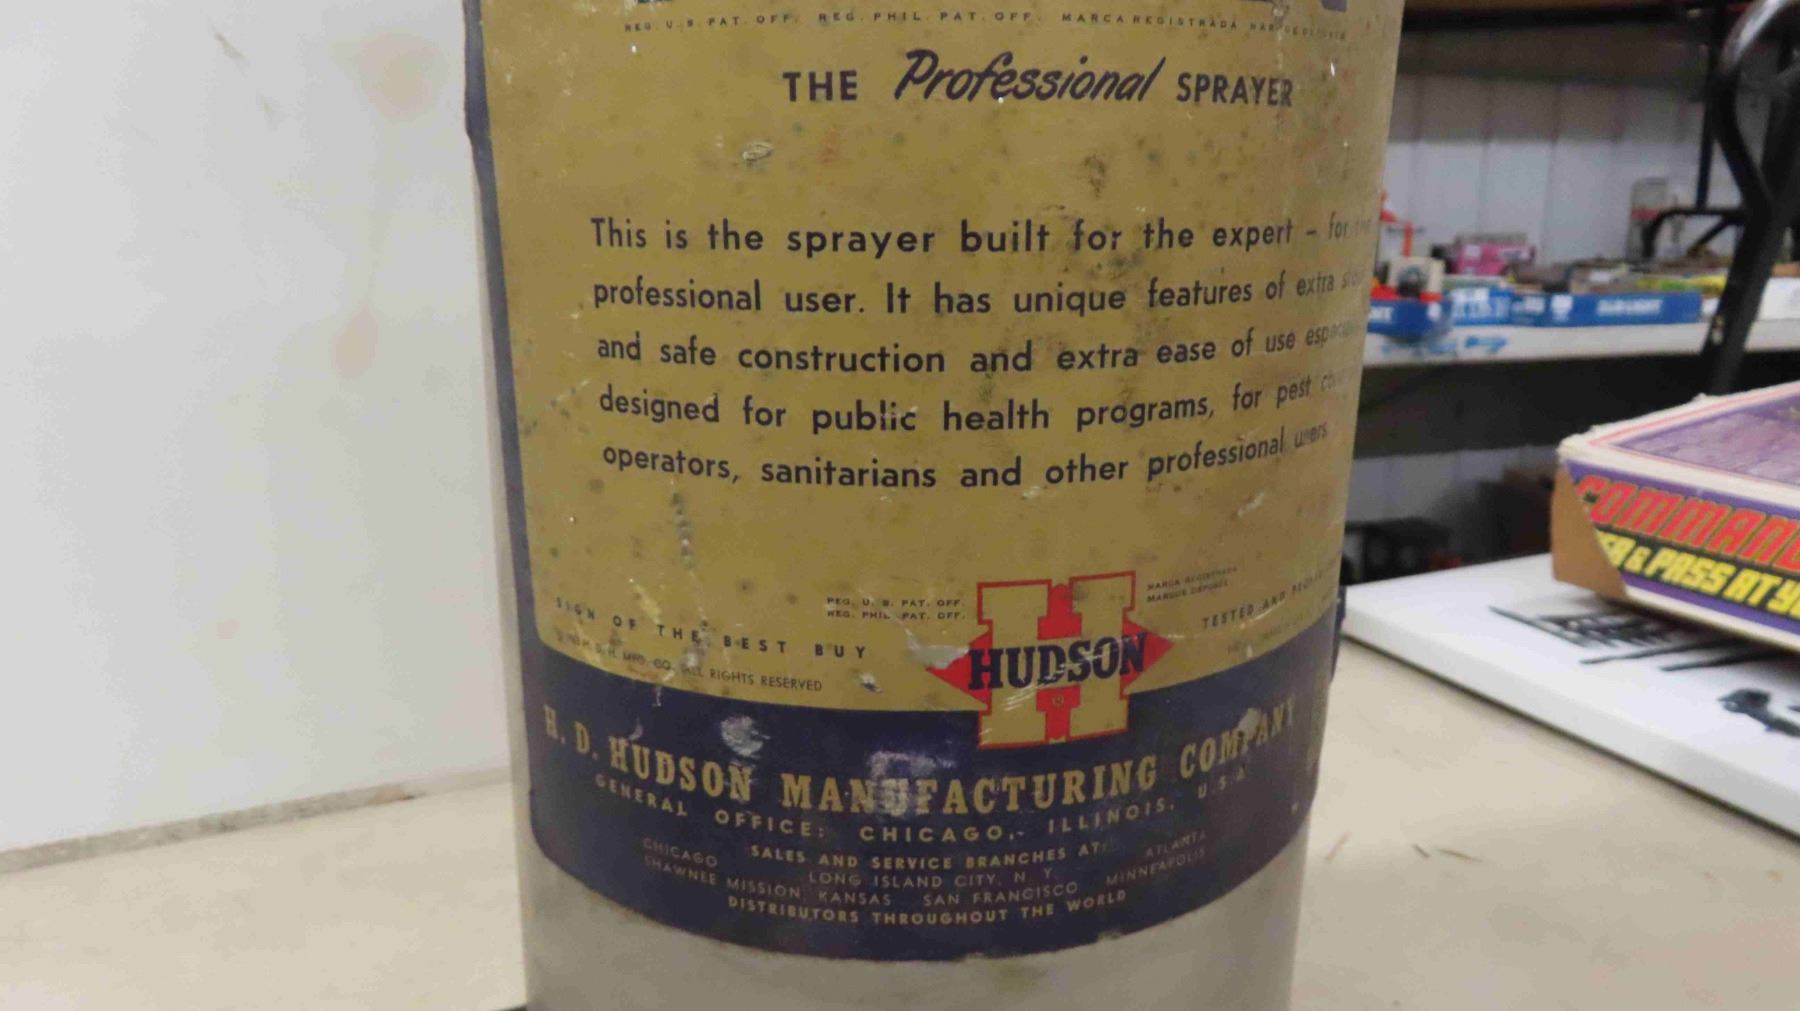 REG. U. S. PAT. OFF. REG. PHIL. PAT. OFF. MARCA REGISTRADA
THE Professional SPRAYER
This is the sprayer built for the expert – for
professional user. It has unique features of extra
and safe construction and extra ease of use
designed for public health programs, for pest
operators, sanitarians and other professional users
REG. U. S. PAT. OFF.
REG. PHIL. PAT. OFF.
MARCA REGISTRADA
MARQUE DEPOSEE
SIGN OF THE BEST BUY
TESTED AND
H. D. H. MFG. CO. ALL RIGHTS RESERVED
H
HUDSON
H. D. HUDSON MANUFACTURING COMPANY
GENERAL OFFICE: CHICAGO, ILLINOIS, U.S.A.
SALES AND SERVICE BRANCHES AT:
CHICAGO LONG ISLAND CITY, N. Y. ATLANTA
SHAWNEE MISSION, KANSAS SAN FRANCISCO MINNEAPOLIS
DISTRIBUTORS THROUGHOUT THE WORLD
COMMAN
& PASS AT